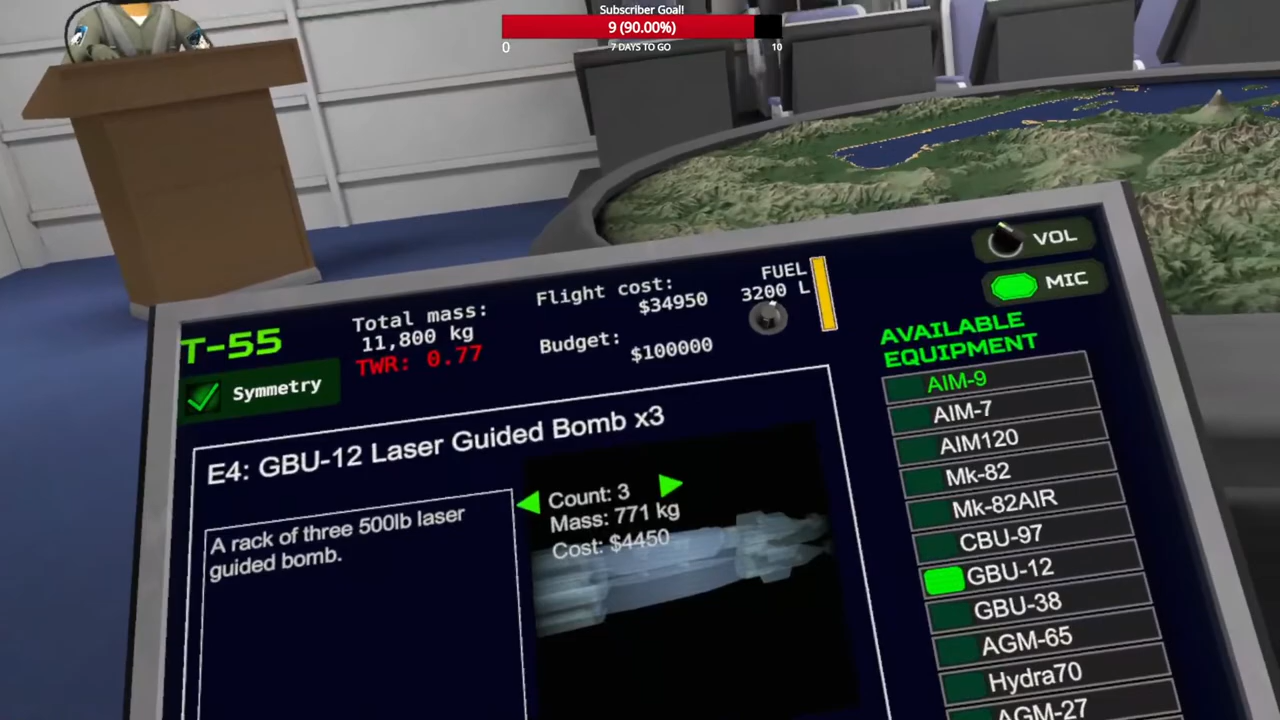 Subscriber Goal!
9 (90.00%)
0
7 DAYS TO GO
10
VOL
MIC
T-55
Total mass:
11,800 kg
TWR: 0.77
Flight cost:
$34950
Budget:
$100000
FUEL
3200 L
Symmetry
E4: GBU-12 Laser Guided Bomb x3
A rack of three 500lb laser
guided bomb.
Count: 3
Mass: 771 kg
Cost: $4450
AVAILABLE
EQUIPMENT
AIM-9
AIM-7
AIM120
Mk-82
Mk-82AIR
CBU-97
GBU-12
GBU-38
AGM-65
Hydra70
AGM-27